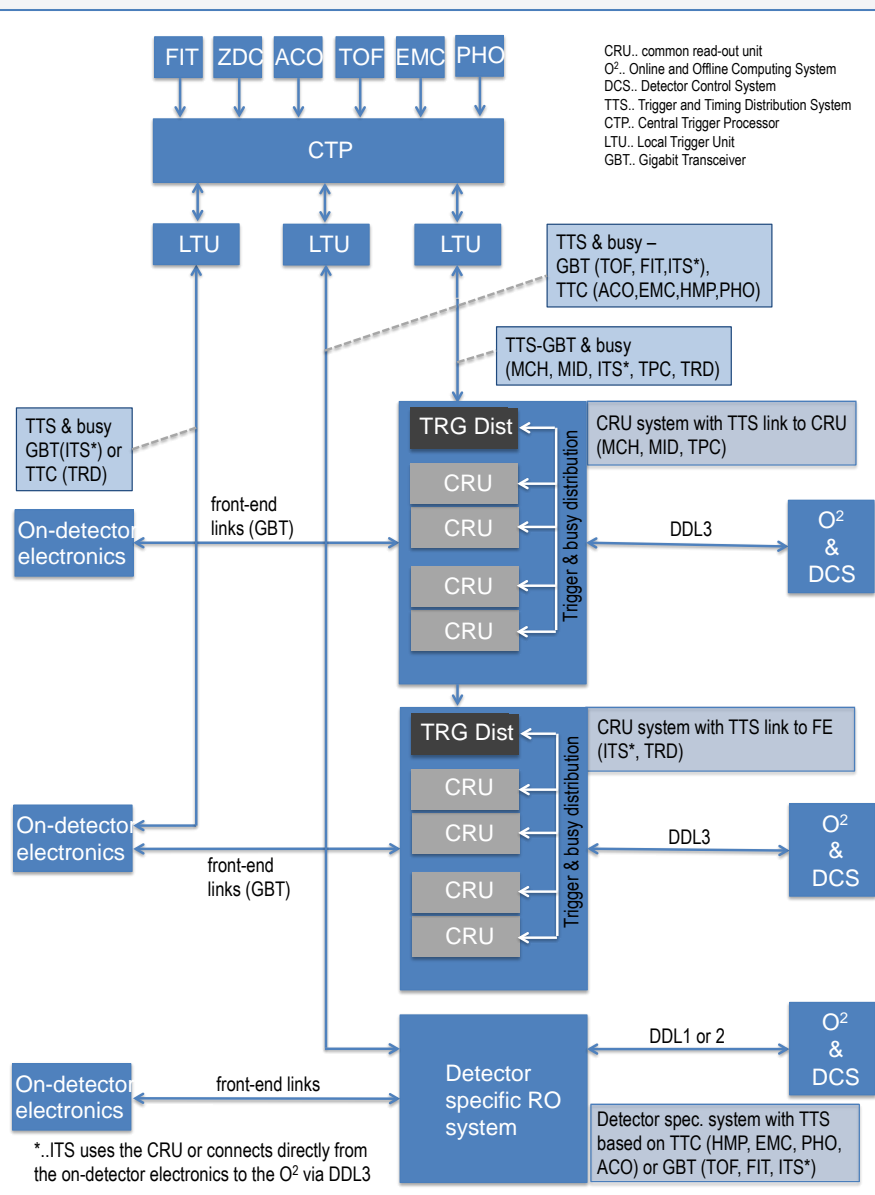 FIT ZDC ACO TOF EMC PHO
CRU.. common read-out unit
O².. Online and Offline Computing System
DCS.. Detector Control System
TTS.. Trigger and Timing Distribution System
CTP.. Central Trigger Processor
LTU.. Local Trigger Unit
GBT.. Gigabit Transceiver
CTP
LTU LTU LTU
TTS & busy –
GBT (TOF, FIT,ITS*),
TTC (ACO,EMC,HMP,PHO)
TTS-GBT & busy
(MCH, MID, ITS*, TPC, TRD)
TTS & busy
GBT(ITS*) or
TTC (TRD)
TRG Dist
CRU
CRU
CRU
CRU
Trigger & busy distribution
CRU system with TTS link to CRU
(MCH, MID, TPC)
On-detector
electronics
front-end
links (GBT)
DDL3
O²
&
DCS
TRG Dist
CRU
CRU
CRU
CRU
Trigger & busy distribution
CRU system with TTS link to FE
(ITS*, TRD)
On-detector
electronics
front-end
links (GBT)
DDL3
O²
&
DCS
On-detector
electronics
front-end links
Detector
specific RO
system
DDL1 or 2
O²
&
DCS
Detector spec. system with TTS
based on TTC (HMP, EMC, PHO,
ACO) or GBT (TOF, FIT, ITS*)
*..ITS uses the CRU or connects directly from
the on-detector electronics to the O² via DDL3